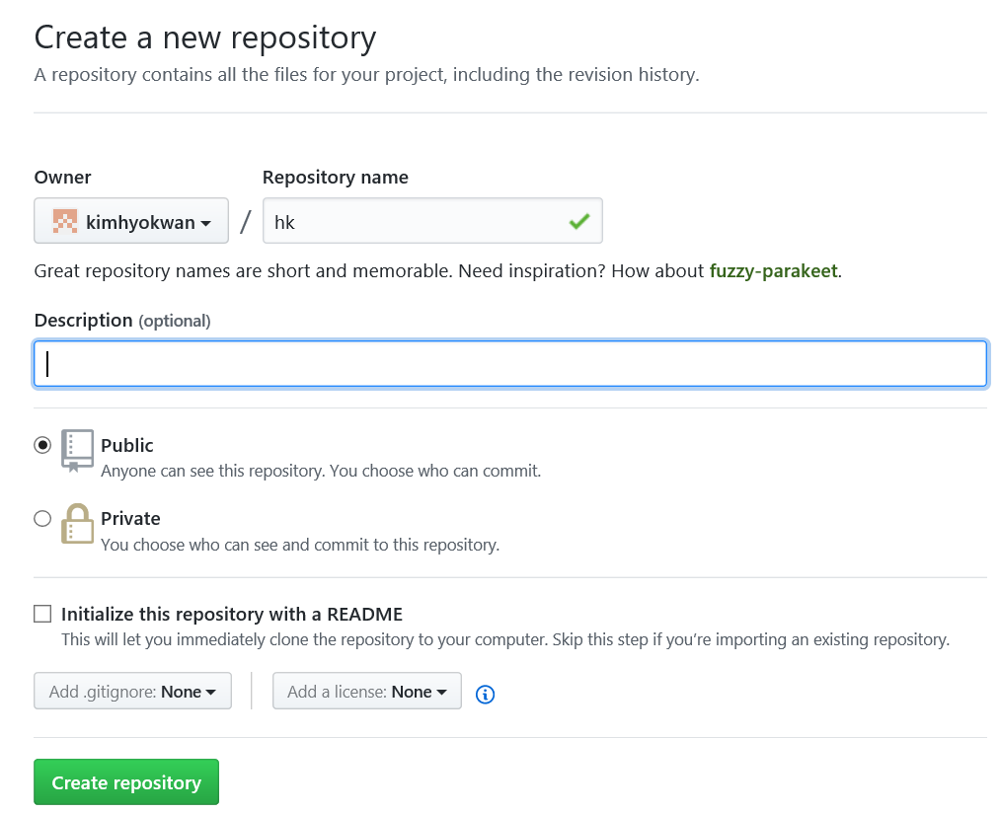 Create a new repository
A repository contains all the files for your project, including the revision history.
Owner
Repository name
kimhyokwan
/
hk
Great repository names are short and memorable. Need inspiration? How about fuzzy-parakeet.
Description (optional)
Public
Anyone can see this repository. You choose who can commit.
Private
You choose who can see and commit to this repository.
Initialize this repository with a README
This will let you immediately clone the repository to your computer. Skip this step if you’re importing an existing repository.
Add .gitignore: None
Add a license: None
Create repository